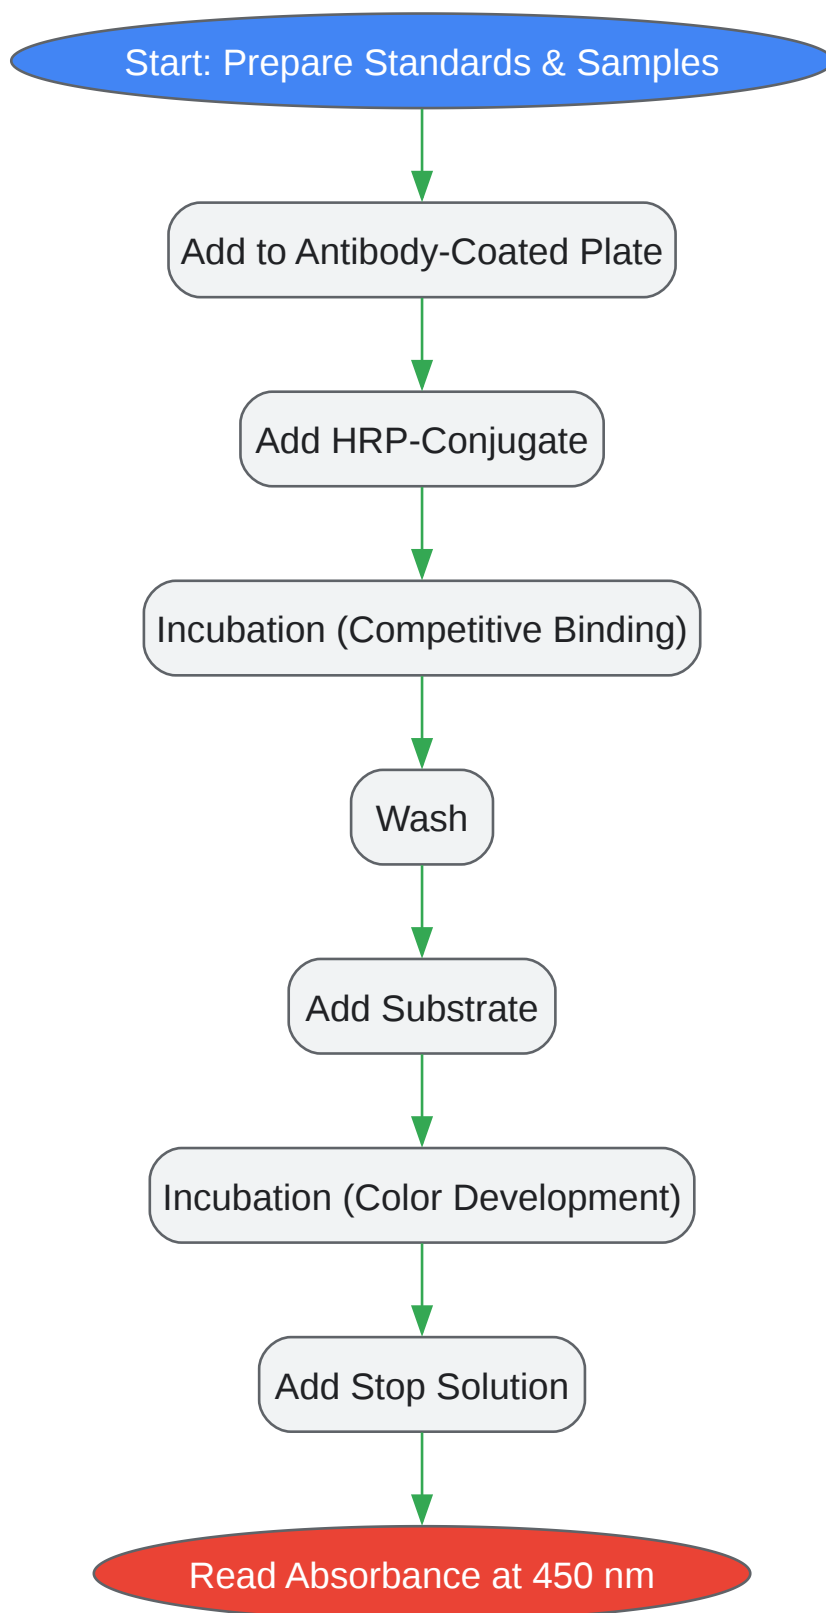 Start: Prepare Standards & Samples
Add to Antibody-Coated Plate
Add HRP-Conjugate
Incubation (Competitive Binding)
Wash
Add Substrate
Incubation (Color Development)
Add Stop Solution
Read Absorbance at 450 nm